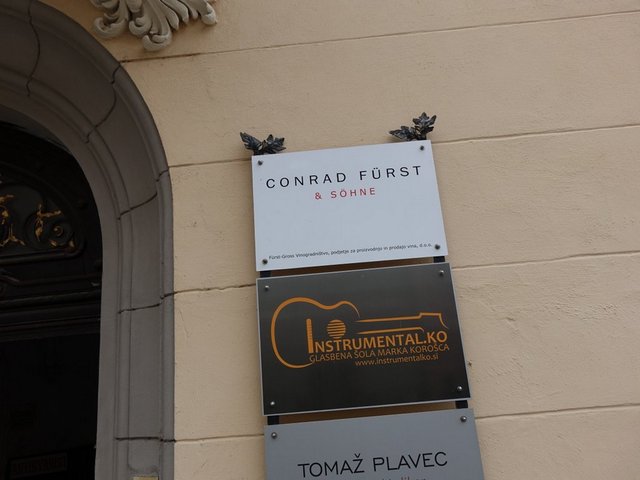 CONRAD FÜRST
& SÖHNE
Fürst-Gross Vinogradništvo, podjetje za proizvodnjo in prodajo vina, d.o.o.
INSTRUMENTAL.KO
GLASBENA ŠOLA MARKA KOROŠCA
www.instrumentalko.si
TOMAŽ PLAVEC